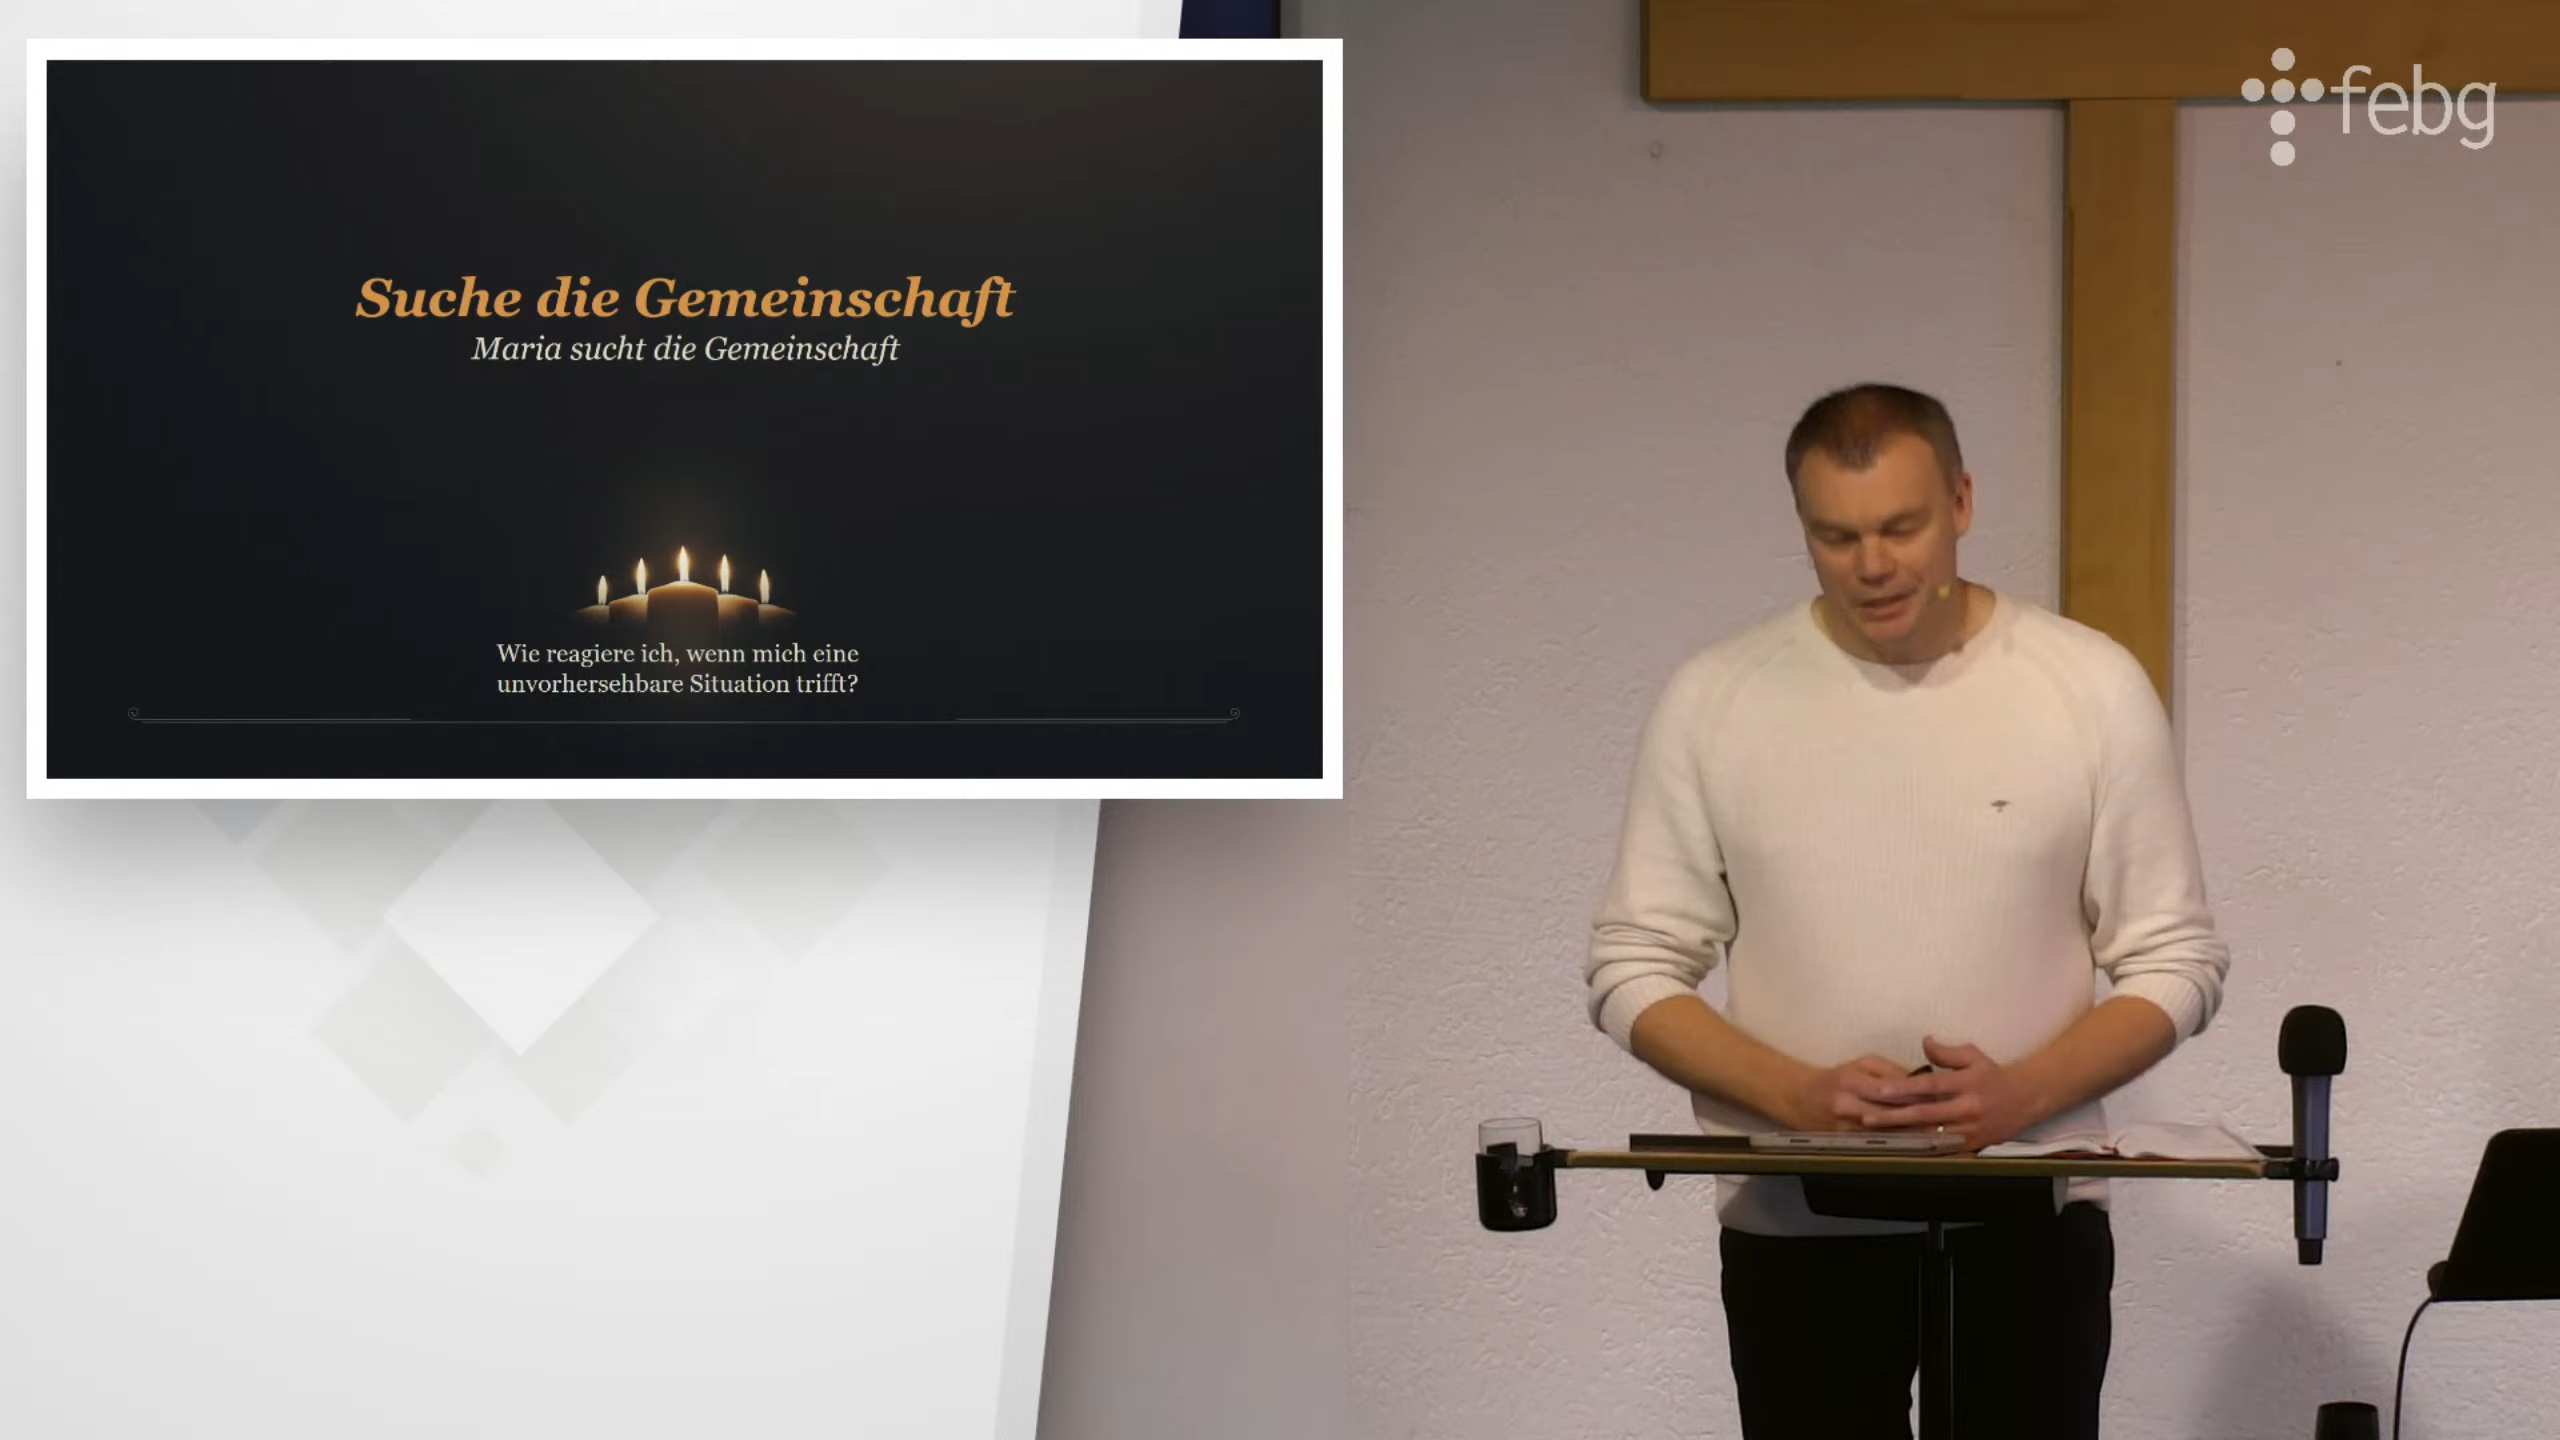 Suche die Gemeinschaft
Maria sucht die Gemeinschaft
Wie reagiere ich, wenn mich eine
unvorhersehbare Situation trifft?
febg